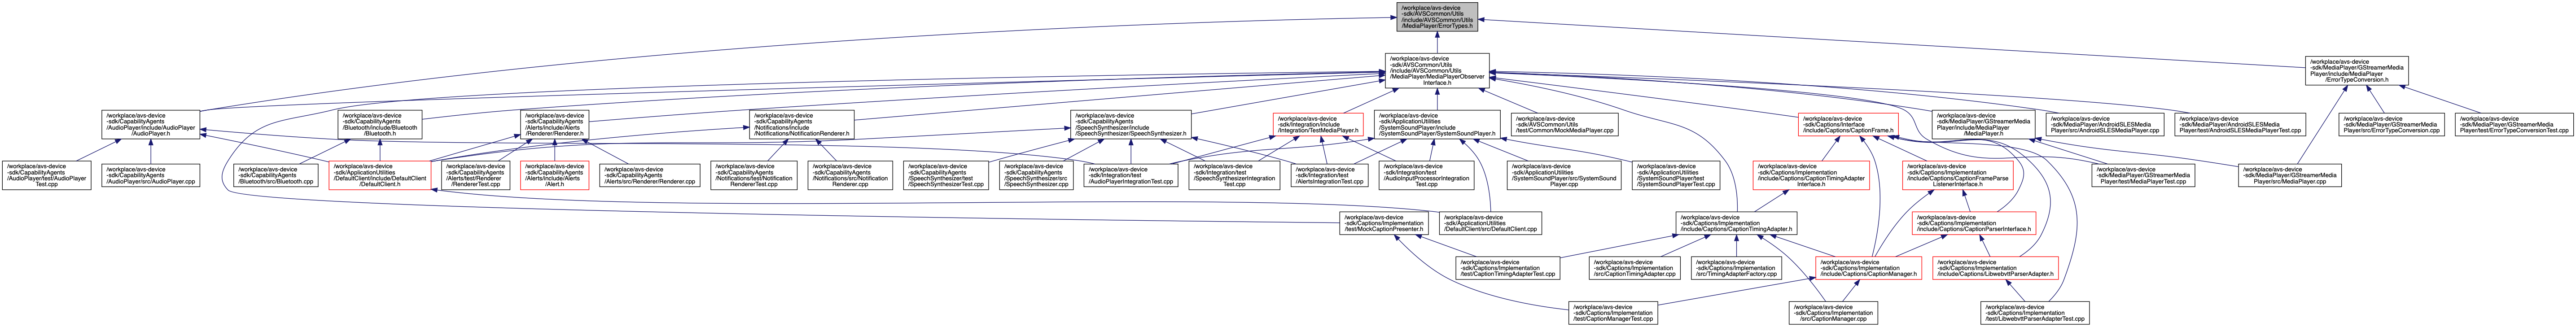 /workplace/avs-device
-sdk/AVSCommon/Utils
/include/AVSCommon/Utils
/MediaPlayer/ErrorTypes.h
/workplace/avs-device
-sdk/AVSCommon/Utils
/include/AVSCommon/Utils
/MediaPlayer/MediaPlayerObserver
Interface.h
/workplace/avs-device
-sdk/MediaPlayer/GStreamerMedia
Player/include/MediaPlayer
/ErrorTypeConversion.h
/workplace/avs-device
-sdk/CapabilityAgents
/AudioPlayer/include/AudioPlayer
/AudioPlayer.h
/workplace/avs-device
-sdk/CapabilityAgents
/Bluetooth/include/Bluetooth
/Bluetooth.h
/workplace/avs-device
-sdk/CapabilityAgents
/Alerts/include/Alerts
/Renderer/Renderer.h
/workplace/avs-device
-sdk/CapabilityAgents
/Notifications/include
/Notifications/NotificationRenderer.h
/workplace/avs-device
-sdk/CapabilityAgents
/SpeechSynthesizer/include
/SpeechSynthesizer/SpeechSynthesizer.h
/workplace/avs-device
-sdk/Integration/include
/Integration/TestMediaPlayer.h
/workplace/avs-device
-sdk/ApplicationUtilities
/SystemSoundPlayer/include
/SystemSoundPlayer/SystemSoundPlayer.h
/workplace/avs-device
-sdk/AVSCommon/Utils
/test/Common/MockMediaPlayer.cpp
/workplace/avs-device
-sdk/Captions/Interface
/include/Captions/CaptionFrame.h
/workplace/avs-device
-sdk/MediaPlayer/GStreamerMedia
Player/include/MediaPlayer
/MediaPlayer.h
/workplace/avs-device
-sdk/MediaPlayer/AndroidSLESMedia
Player/src/AndroidSLESMediaPlayer.cpp
/workplace/avs-device
-sdk/MediaPlayer/AndroidSLESMedia
Player/test/AndroidSLESMediaPlayerTest.cpp
/workplace/avs-device
-sdk/MediaPlayer/GStreamerMedia
Player/src/ErrorTypeConversion.cpp
/workplace/avs-device
-sdk/MediaPlayer/GStreamerMedia
Player/test/ErrorTypeConversionTest.cpp
/workplace/avs-device
-sdk/CapabilityAgents
/AudioPlayer/test/AudioPlayer
Test.cpp
/workplace/avs-device
-sdk/CapabilityAgents
/AudioPlayer/src/AudioPlayer.cpp
/workplace/avs-device
-sdk/CapabilityAgents
/Bluetooth/src/Bluetooth.cpp
/workplace/avs-device
-sdk/ApplicationUtilities
/DefaultClient/include/DefaultClient
/DefaultClient.h
/workplace/avs-device
-sdk/CapabilityAgents
/Alerts/test/Renderer
/RendererTest.cpp
/workplace/avs-device
-sdk/CapabilityAgents
/Alerts/include/Alerts
/Alert.h
/workplace/avs-device
-sdk/CapabilityAgents
/Alerts/src/Renderer/Renderer.cpp
/workplace/avs-device
-sdk/CapabilityAgents
/Notifications/test/Notification
RendererTest.cpp
/workplace/avs-device
-sdk/CapabilityAgents
/Notifications/src/Notification
Renderer.cpp
/workplace/avs-device
-sdk/CapabilityAgents
/SpeechSynthesizer/test
/SpeechSynthesizerTest.cpp
/workplace/avs-device
-sdk/CapabilityAgents
/SpeechSynthesizer/src
/SpeechSynthesizer.cpp
/workplace/avs-device
-sdk/Integration/test
/AudioPlayerIntegrationTest.cpp
/workplace/avs-device
-sdk/Integration/test
/SpeechSynthesizerIntegration
Test.cpp
/workplace/avs-device
-sdk/Integration/test
/AlertsIntegrationTest.cpp
/workplace/avs-device
-sdk/Integration/test
/AudioInputProcessorIntegration
Test.cpp
/workplace/avs-device
-sdk/ApplicationUtilities
/SystemSoundPlayer/src/SystemSound
Player.cpp
/workplace/avs-device
-sdk/ApplicationUtilities
/SystemSoundPlayer/test
/SystemSoundPlayerTest.cpp
/workplace/avs-device
-sdk/Captions/Implementation
/include/Captions/CaptionTimingAdapter
Interface.h
/workplace/avs-device
-sdk/Captions/Implementation
/include/Captions/CaptionFrameParse
ListenerInterface.h
/workplace/avs-device
-sdk/MediaPlayer/GStreamerMedia
Player/test/MediaPlayerTest.cpp
/workplace/avs-device
-sdk/MediaPlayer/GStreamerMedia
Player/src/MediaPlayer.cpp
/workplace/avs-device
-sdk/Captions/Implementation
/test/MockCaptionPresenter.h
/workplace/avs-device
-sdk/ApplicationUtilities
/DefaultClient/src/DefaultClient.cpp
/workplace/avs-device
-sdk/Captions/Implementation
/include/Captions/CaptionTimingAdapter.h
/workplace/avs-device
-sdk/Captions/Implementation
/include/Captions/CaptionParserInterface.h
/workplace/avs-device
-sdk/Captions/Implementation
/test/CaptionTimingAdapterTest.cpp
/workplace/avs-device
-sdk/Captions/Implementation
/src/CaptionTimingAdapter.cpp
/workplace/avs-device
-sdk/Captions/Implementation
/src/TimingAdapterFactory.cpp
/workplace/avs-device
-sdk/Captions/Implementation
/include/Captions/CaptionManager.h
/workplace/avs-device
-sdk/Captions/Implementation
/include/Captions/LibwebvttParserAdapter.h
/workplace/avs-device
-sdk/Captions/Implementation
/test/CaptionManagerTest.cpp
/workplace/avs-device
-sdk/Captions/Implementation
/src/CaptionManager.cpp
/workplace/avs-device
-sdk/Captions/Implementation
/test/LibwebvttParserAdapterTest.cpp